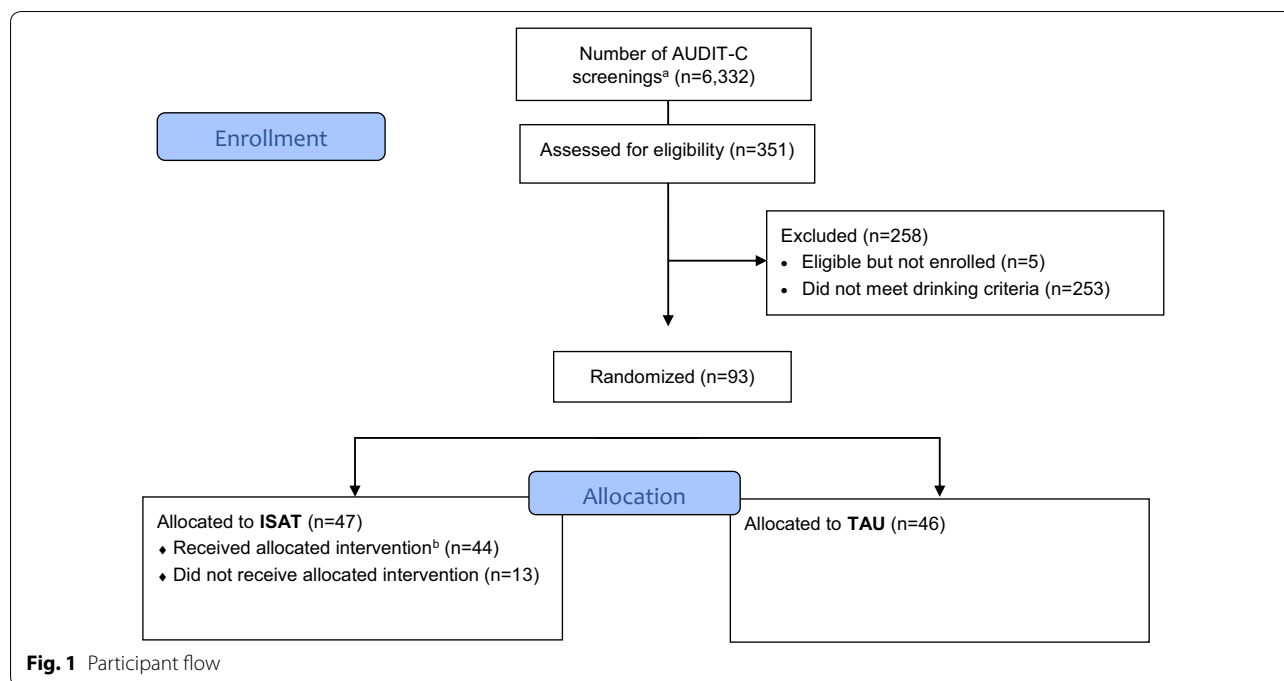 Number of AUDIT-C
screeningsᵃ (n=6,332)
Enrollment
Assessed for eligibility (n=351)
Excluded (n=258)
• Eligible but not enrolled (n=5)
• Did not meet drinking criteria (n=253)
Randomized (n=93)
Allocation
Allocated to ISAT (n=47)
♦ Received allocated interventionᵇ (n=44)
♦ Did not receive allocated intervention (n=13)
Allocated to TAU (n=46)
Fig. 1 Participant flow